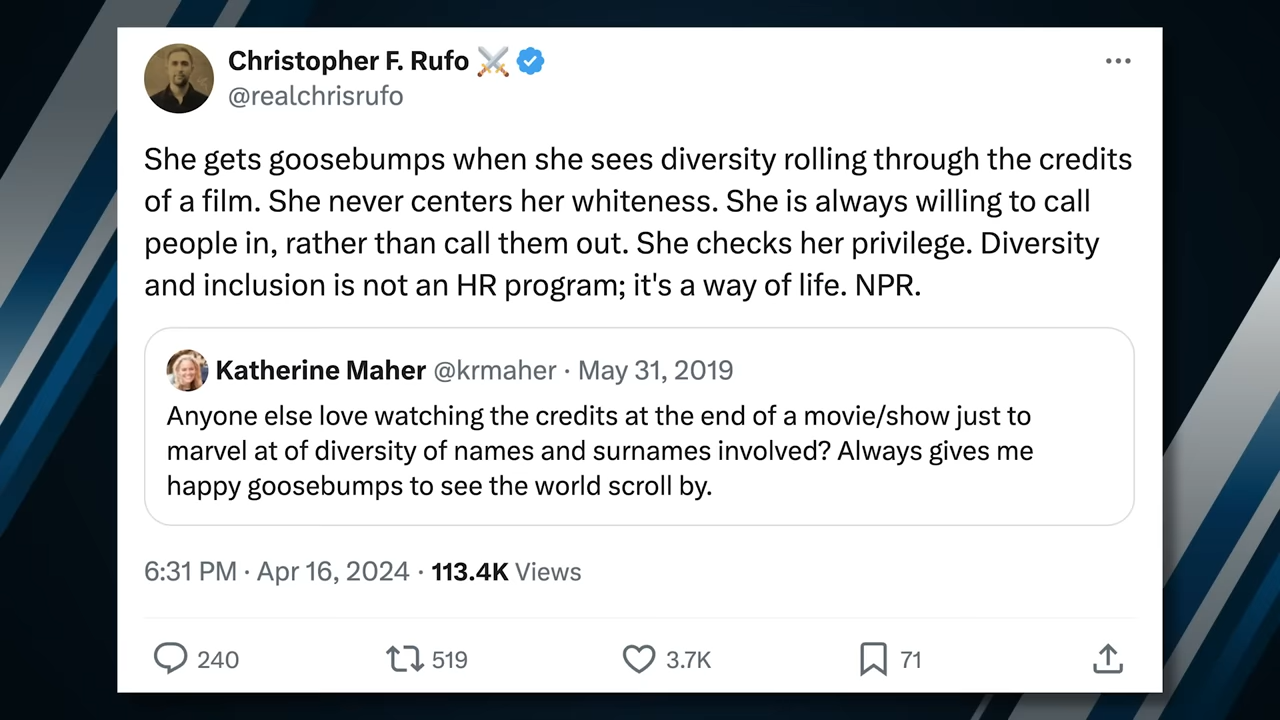 Christopher F. Rufo ⚔️
@realchrisrufo
She gets goosebumps when she sees diversity rolling through the credits
of a film. She never centers her whiteness. She is always willing to call
people in, rather than call them out. She checks her privilege. Diversity
and inclusion is not an HR program; it's a way of life. NPR.
Katherine Maher @krmaher · May 31, 2019
Anyone else love watching the credits at the end of a movie/show just to
marvel at of diversity of names and surnames involved? Always gives me
happy goosebumps to see the world scroll by.
6:31 PM · Apr 16, 2024 · 113.4K Views
240 519 3.7K 71